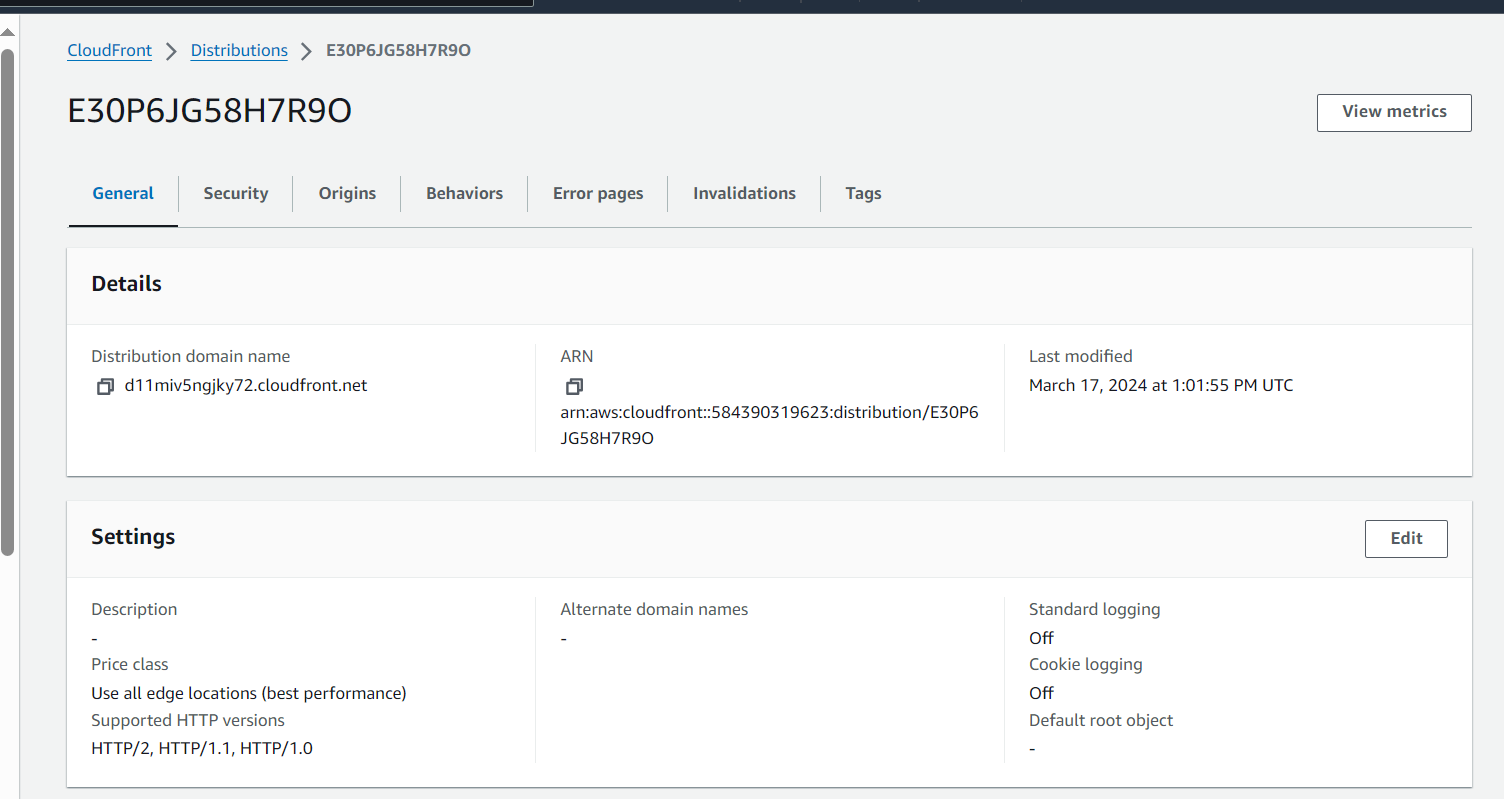 CloudFront > Distributions > E30P6JG58H7R9O
E30P6JG58H7R9O
View metrics
General
Security
Origins
Behaviors
Error pages
Invalidations
Tags
Details
Distribution domain name
d11miv5ngjky72.cloudfront.net
ARN
arn:aws:cloudfront::584390319623:distribution/E30P6
JG58H7R9O
Last modified
March 17, 2024 at 1:01:55 PM UTC
Settings
Edit
Description
-
Price class
Use all edge locations (best performance)
Supported HTTP versions
HTTP/2, HTTP/1.1, HTTP/1.0
Alternate domain names
-
Standard logging
Off
Cookie logging
Off
Default root object
-